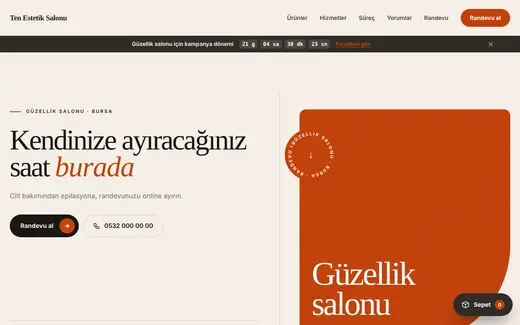 Ten Estetik Salonu
Ürünler Hizmetler Süreç Yorumlar Randevu Randevu al
Güzellik salonu için kampanya dönemi 21 g 04 sa 38 dk 23 sn
GÜZELLİK SALONU · BURSA
Kendinize ayıracağınız
saat burada
Cilt bakımından epilasyona, randevunuzu online ayırın.
Randevu al
0532 000 00 00
GÜZELLİK SALONU · BURSA · RANDEVU
Güzellik
salonu
Sepet 0